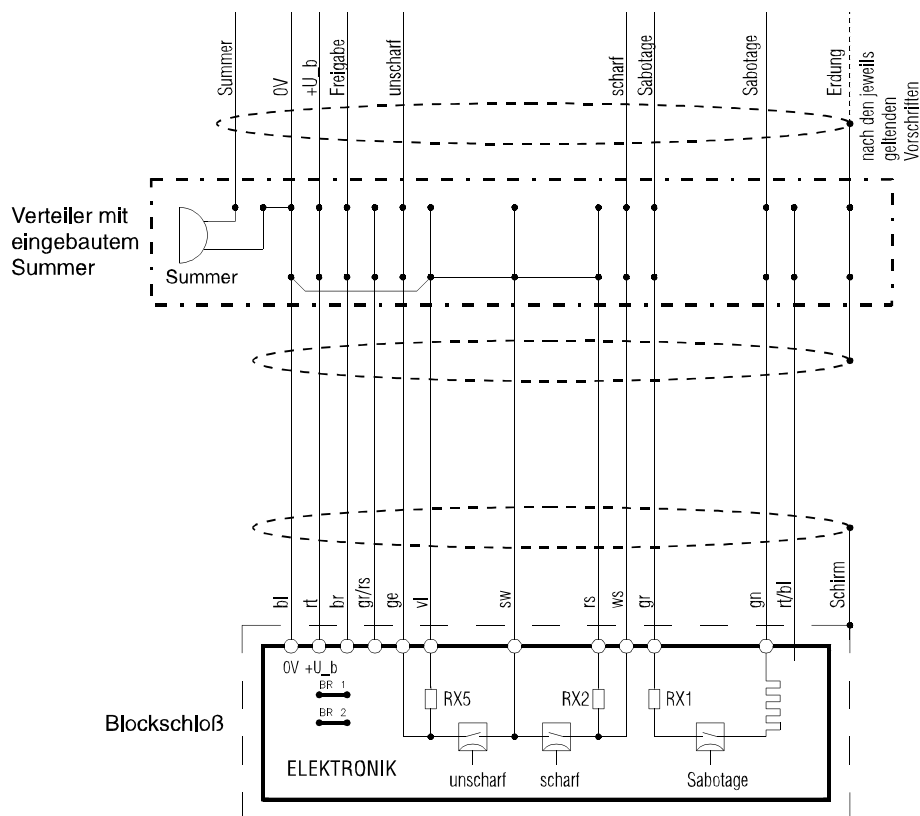 Summer
0V
+U_b
Freigabe
unscharf
scharf
Sabotage
Sabotage
Erdung
nach den jeweils
geltenden
Vorschriften
Verteiler mit
eingebautem
Summer
Summer
bl
rt
br
gr/rs
ge
vl
sw
rs
ws
gr
gn
rt/bl
Schirm
0V +U_b
BR 1
BR 2
RX5
RX2
RX1
Blockschloß
ELEKTRONIK
unscharf
scharf
Sabotage